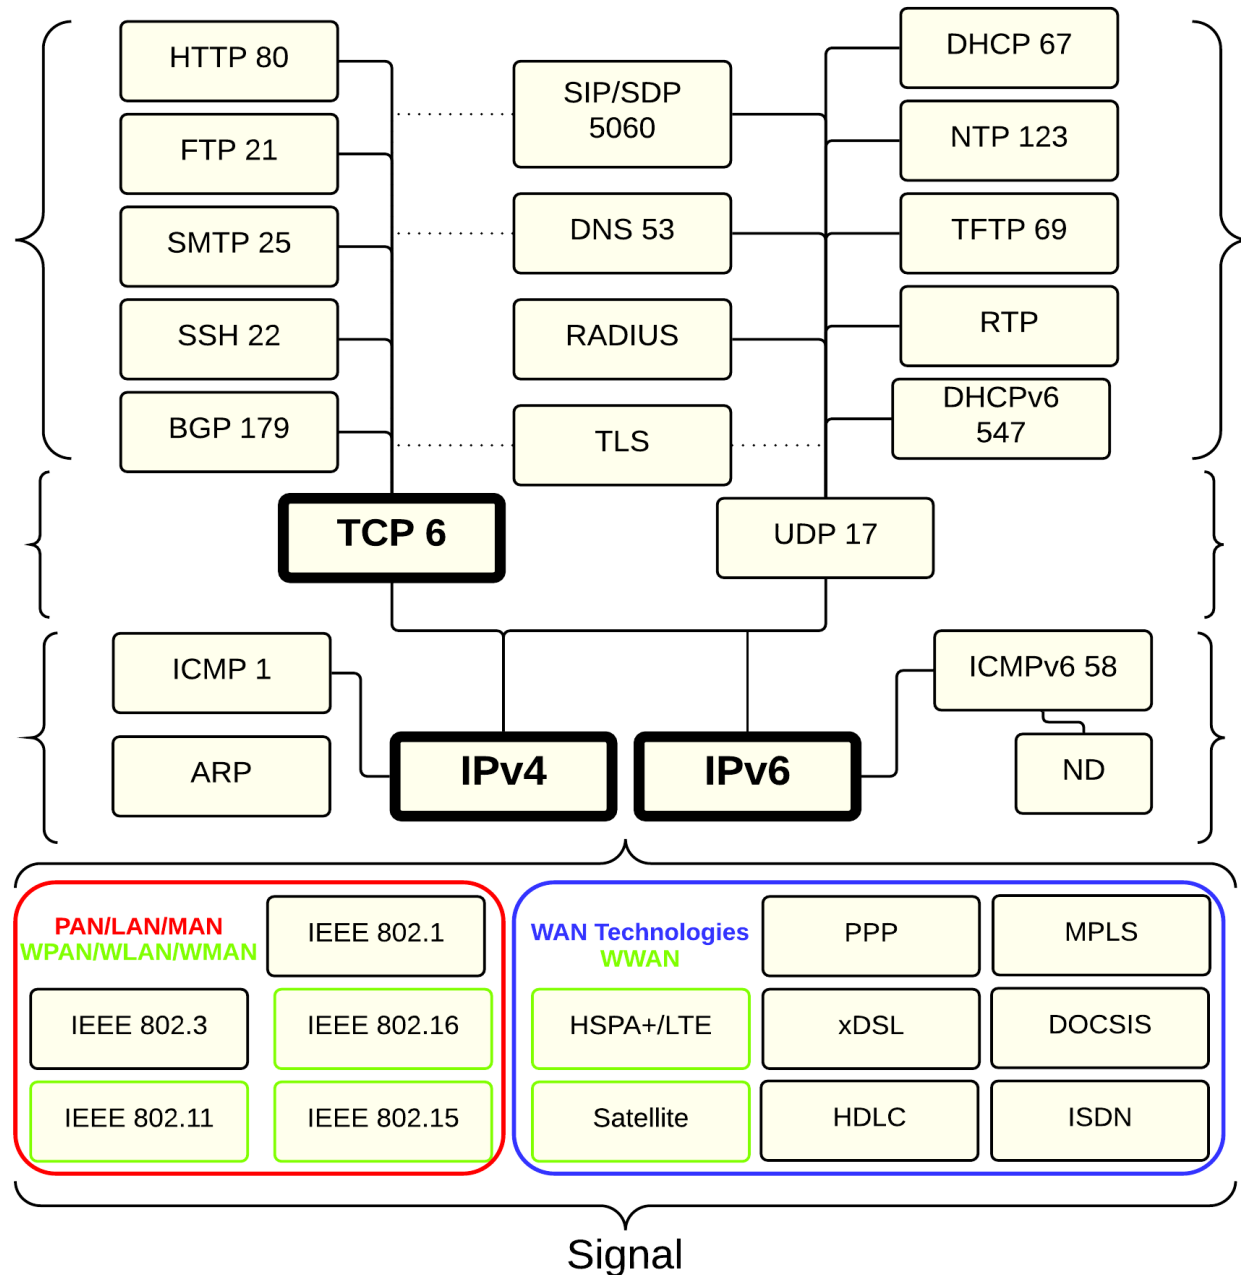 HTTP 80
FTP 21
SMTP 25
SSH 22
BGP 179
SIP/SDP
5060
DNS 53
RADIUS
TLS
DHCP 67
NTP 123
TFTP 69
RTP
DHCPv6
547
TCP 6
UDP 17
ICMP 1
ARP
IPv4
IPv6
ICMPv6 58
ND
PAN/LAN/MAN
WPAN/WLAN/WMAN
IEEE 802.1
IEEE 802.3
IEEE 802.16
IEEE 802.11
IEEE 802.15
WAN Technologies
WWAN
PPP
MPLS
HSPA+/LTE
xDSL
DOCSIS
Satellite
HDLC
ISDN
Signal